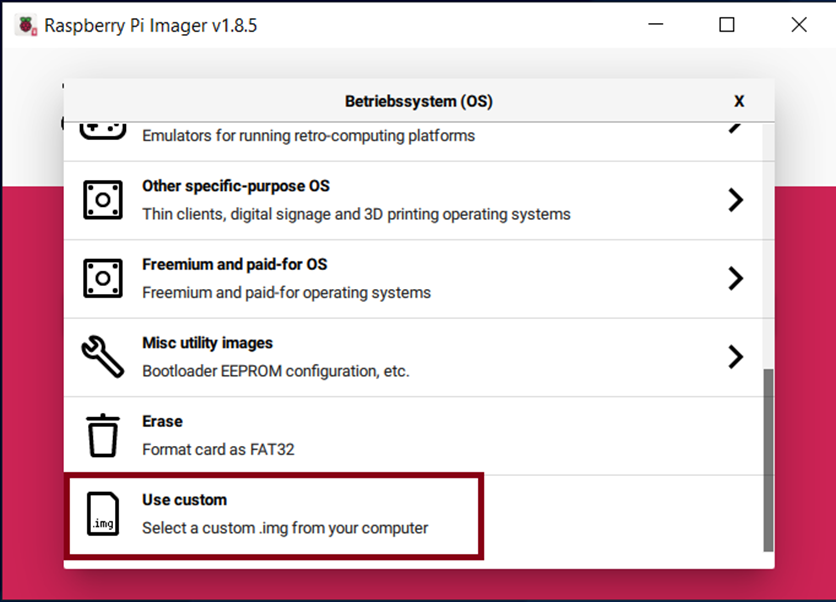 Raspberry Pi Imager v1.8.5
Betriebssystem (OS)
X
Emulators for running retro-computing platforms
Other specific-purpose OS
Thin clients, digital signage and 3D printing operating systems
Freemium and paid-for OS
Freemium and paid-for operating systems
Misc utility images
Bootloader EEPROM configuration, etc.
Erase
Format card as FAT32
Use custom
.img
Select a custom .img from your computer